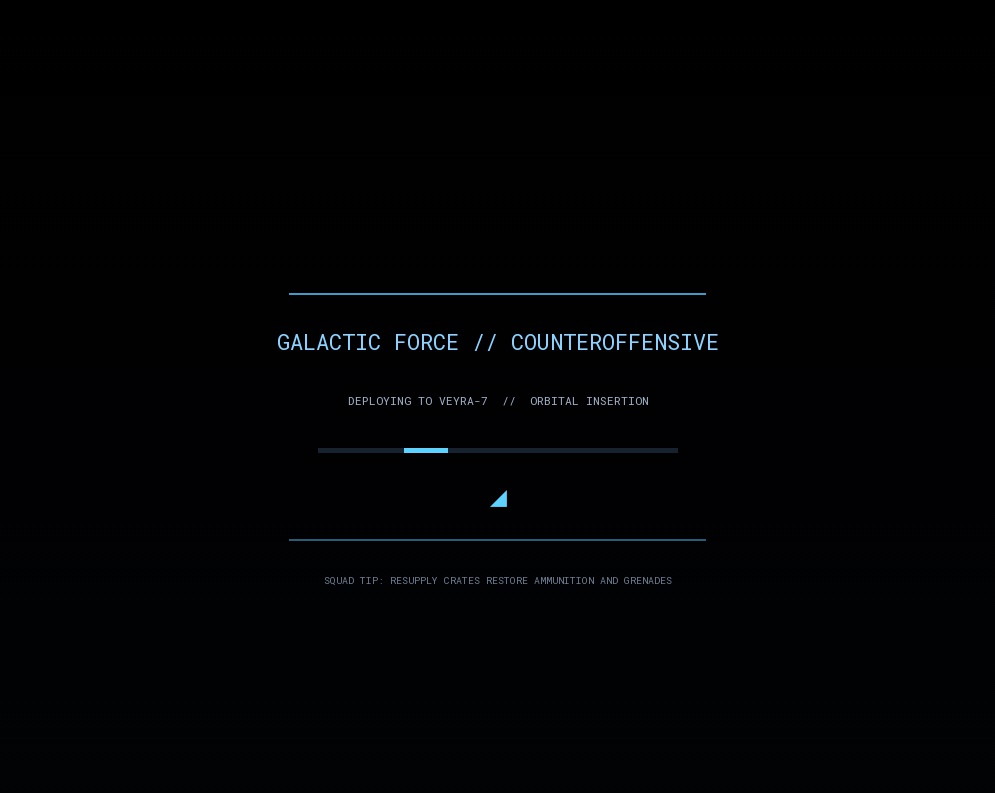 GALACTIC FORCE // COUNTEROFFENSIVE
DEPLOYING TO VEYRA-7 // ORBITAL INSERTION
SQUAD TIP: RESUPPLY CRATES RESTORE AMMUNITION AND GRENADES